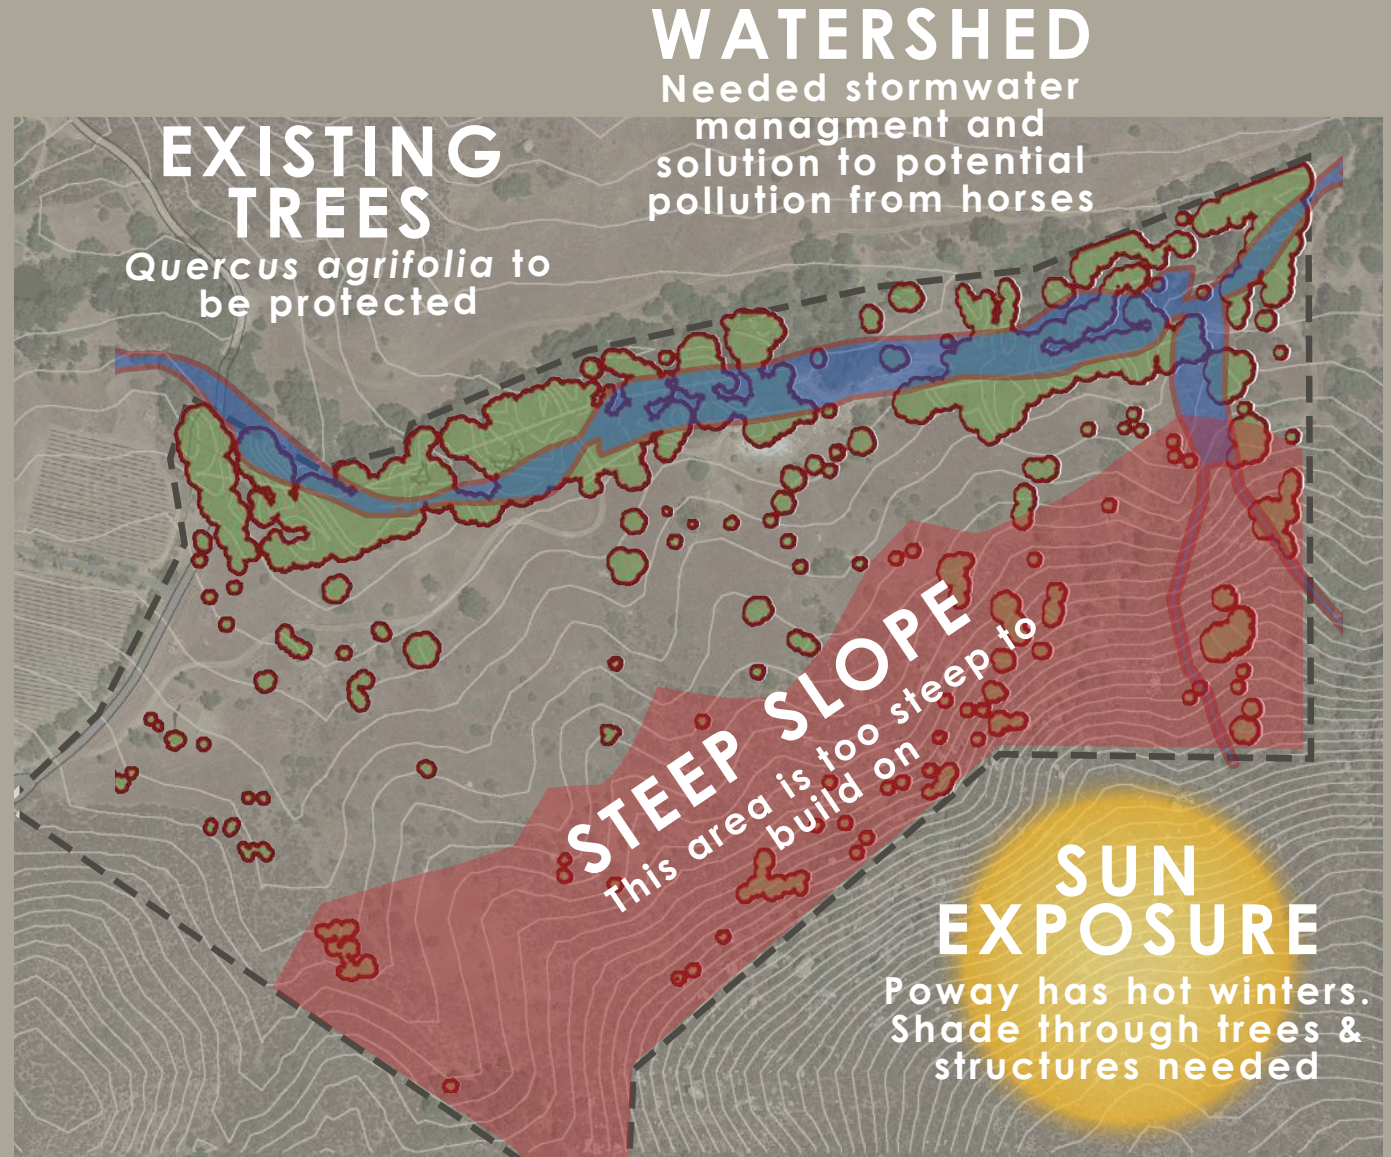 WATERSHED
Needed stormwater
managment and
solution to potential
pollution from horses
EXISTING
TREES
Quercus agrifolia to
be protected
STEEP SLOPE
This area is too steep to
build on
SUN
EXPOSURE
Poway has hot winters.
Shade through trees &
structures needed